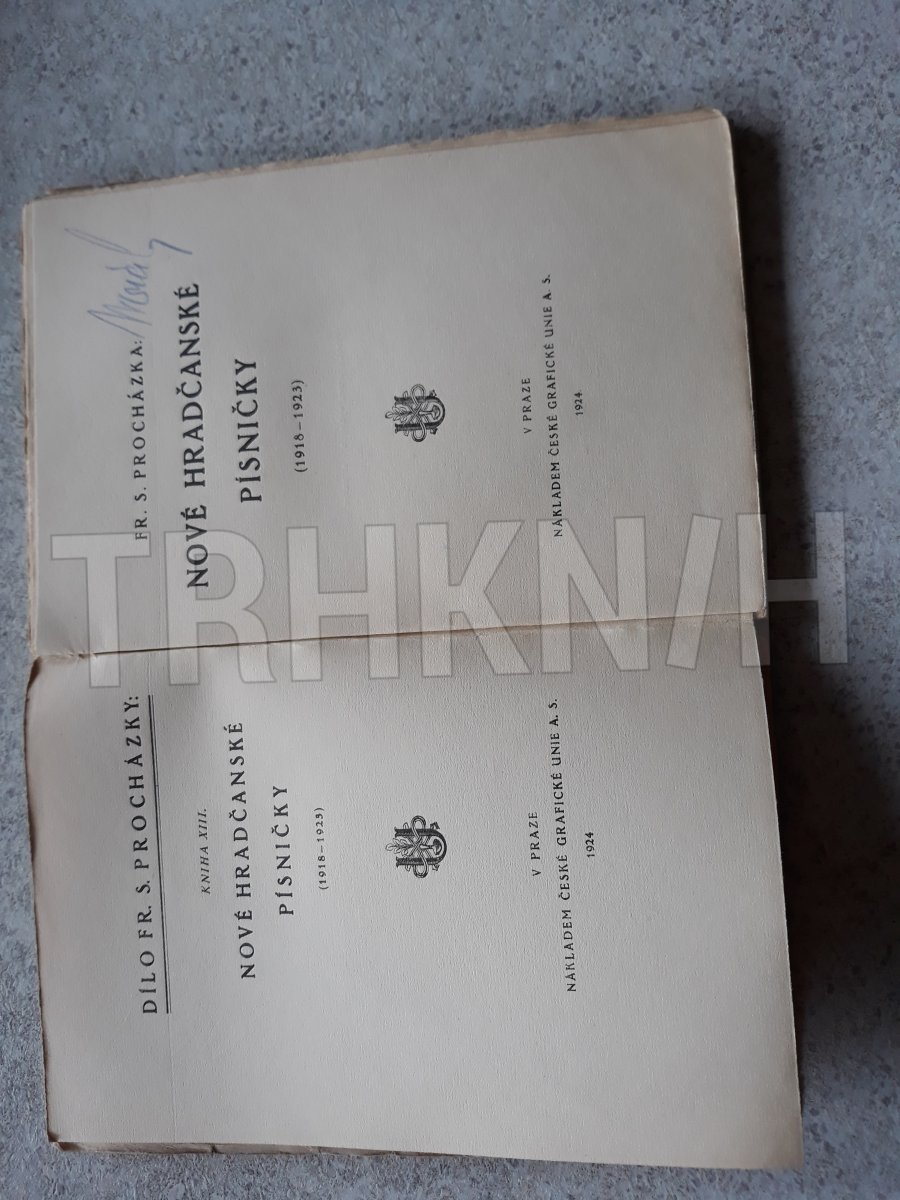 DÍLO FR. S. PROCHÁZKY:
KNIHA XIII.
NOVÉ HRADČANSKÉ
PÍSNIČKY
(1918–1923)
V PRAZE
NÁKLADEM ČESKÉ GRAFICKÉ UNIE A. S.
1924
FR. S. PROCHÁZKA:
NOVÉ HRADČANSKÉ
PÍSNIČKY
(1918–1923)
V PRAZE
NÁKLADEM ČESKÉ GRAFICKÉ UNIE A. S.
1924
TRHKNIH